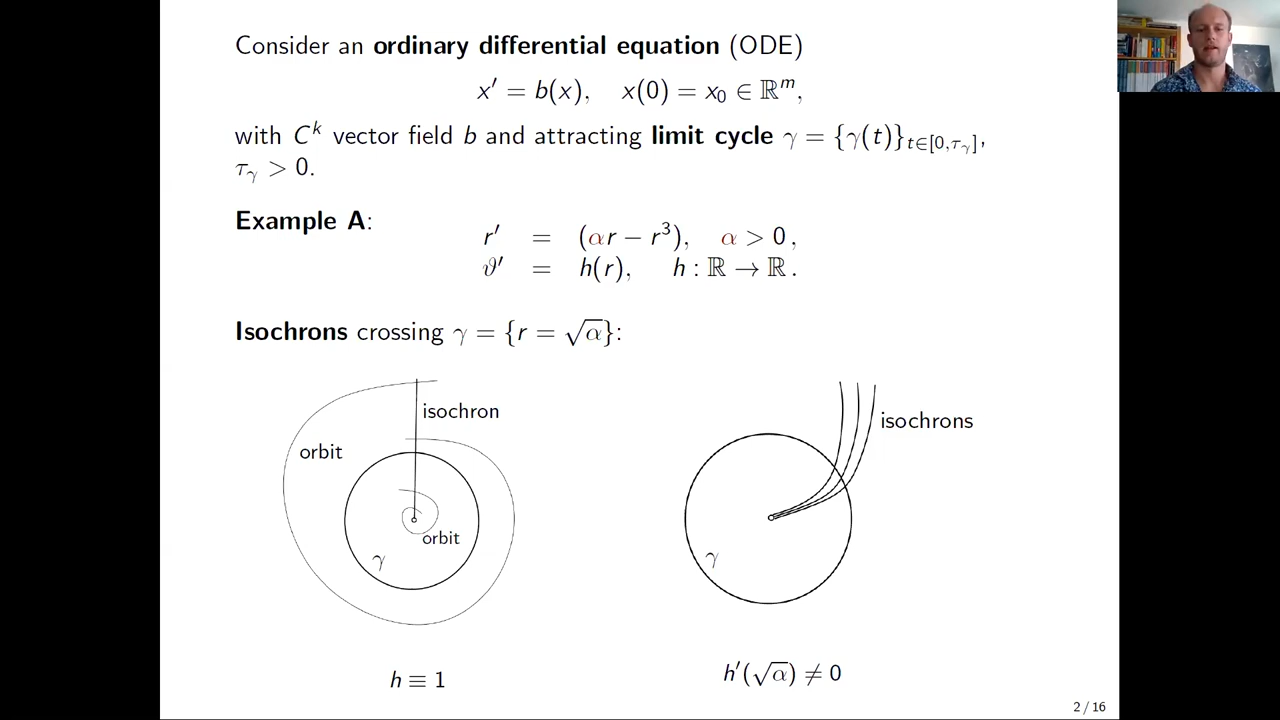 Consider an ordinary differential equation (ODE)
x′ = b(x), x(0) = x₀ ∈ ℝᵐ,
with Cᵏ vector field b and attracting limit cycle γ = {γ(t)}_{t∈[0,τ_γ]},
τ_γ > 0.
Example A:
r′ = (αr − r³), α > 0 ,
ϑ′ = h(r), h : ℝ → ℝ .
Isochrons crossing γ = {r = √α}:
isochron
orbit
orbit
γ
isochrons
γ
h ≡ 1
h′(√α) ≠ 0
2 / 16